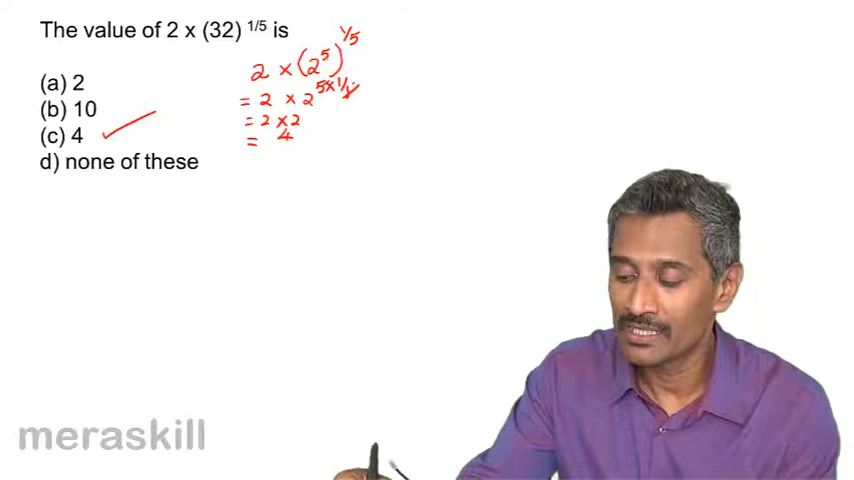 The value of 2 x (32) ¹/⁵ is
2 × (2⁵)^1/5
(a) 2
= 2 × 2^5×1/5
(b) 10
= 2 × 2
(c) 4
= 4
d) none of these
meraskill